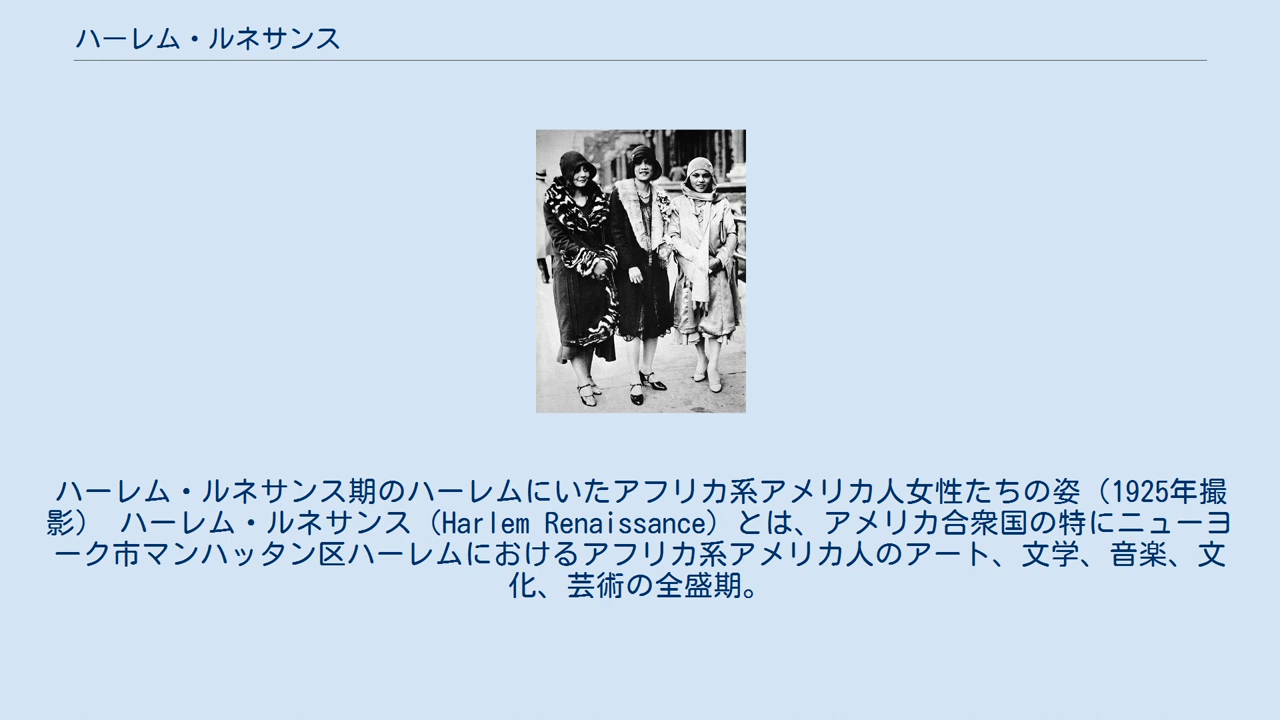 ハーレム・ルネサンス
ハーレム・ルネサンス期のハーレムにいたアフリカ系アメリカ人女性たちの姿（1925年撮
影） ハーレム・ルネサンス（Harlem Renaissance）とは、アメリカ合衆国の特にニューヨ
ーク市マンハッタン区ハーレムにおけるアフリカ系アメリカ人のアート、文学、音楽、文
化、芸術の全盛期。